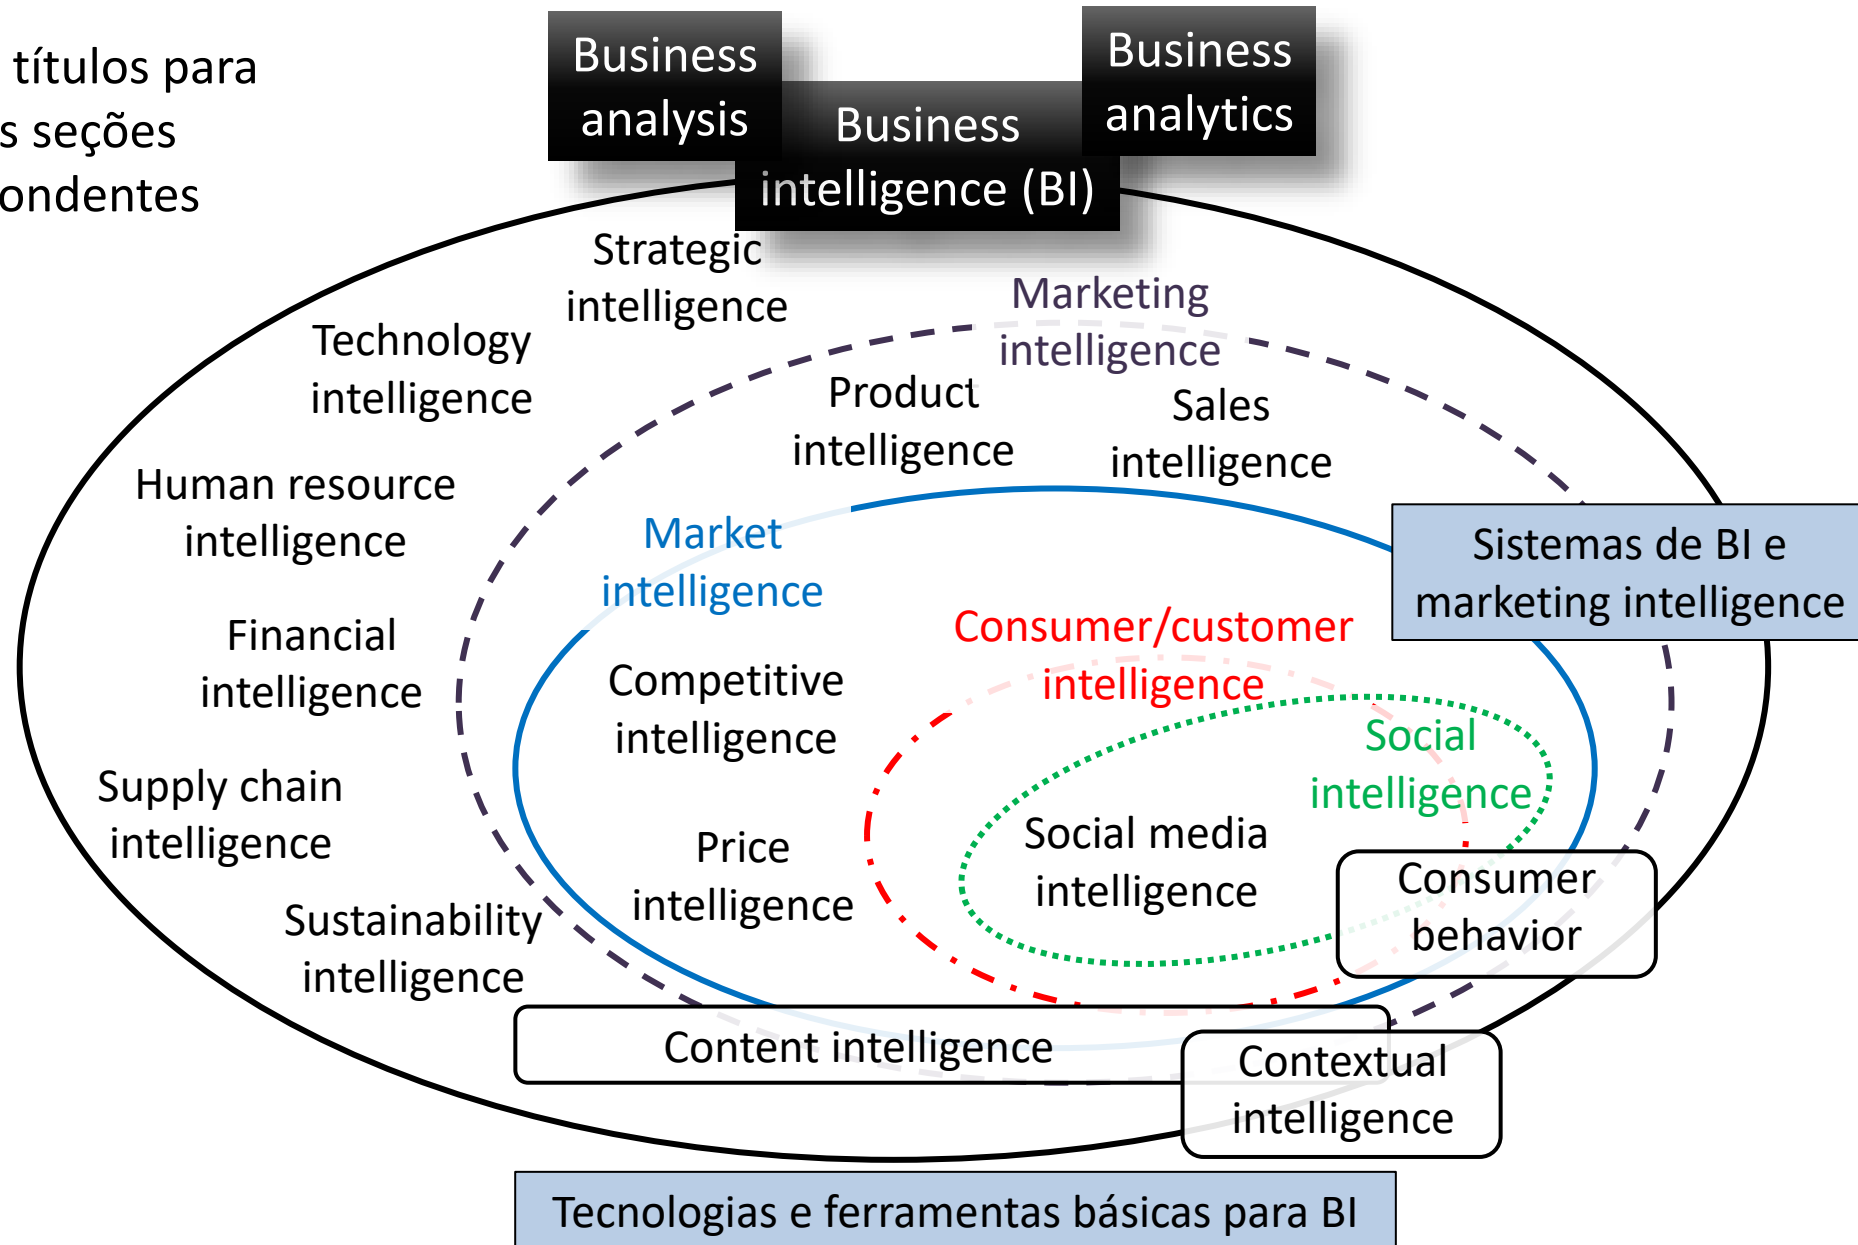 títulos para
s seções
ondentes
Business
analysis
Business
intelligence (BI)
Business
analytics
Strategic
intelligence
Marketing
intelligence
Technology
intelligence
Product
intelligence
Sales
intelligence
Human resource
intelligence
Market
intelligence
Sistemas de BI e
marketing intelligence
Financial
intelligence
Consumer/customer
intelligence
Competitive
intelligence
Social
intelligence
Supply chain
intelligence
Price
intelligence
Social media
intelligence
Consumer
behavior
Sustainability
intelligence
Content intelligence
Contextual
intelligence
Tecnologias e ferramentas básicas para BI